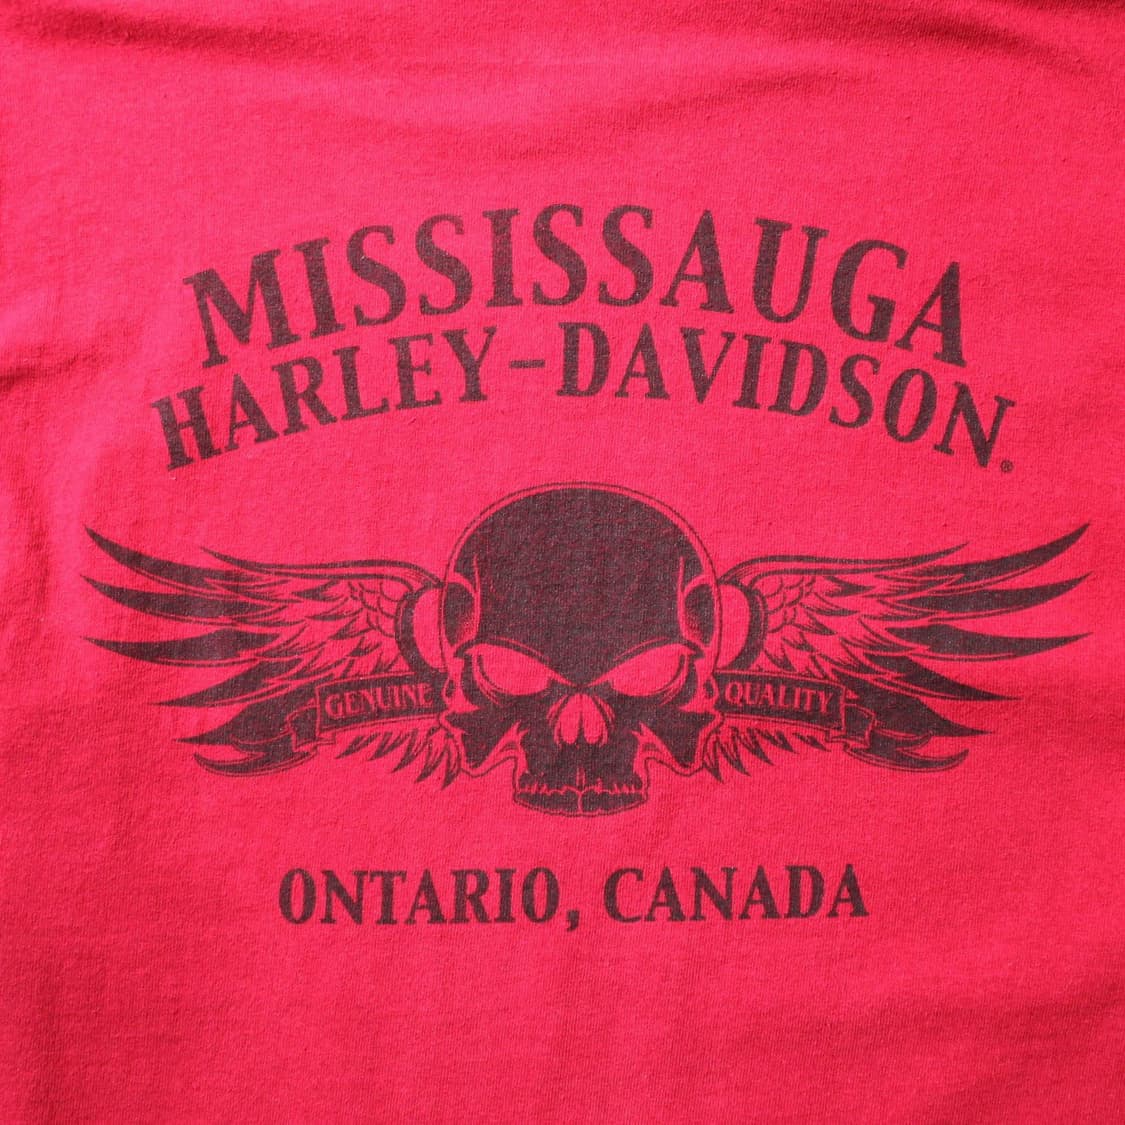 MISSISSAUGA
HARLEY-DAVIDSON®
GENUINE QUALITY
ONTARIO, CANADA